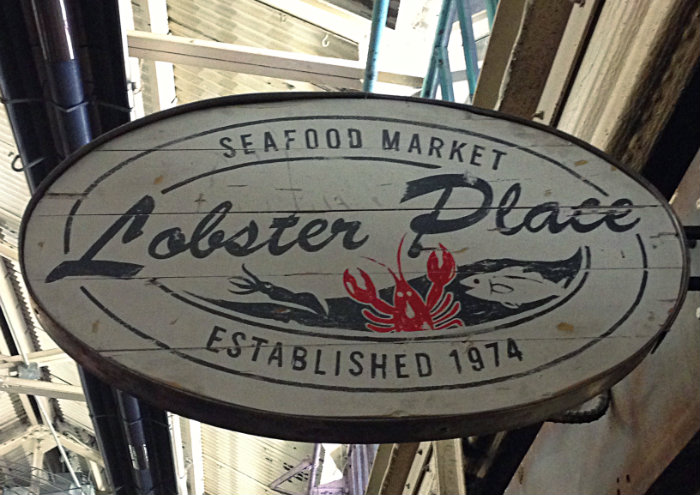 SEAFOOD MARKET
Lobster Place
ESTABLISHED 1974